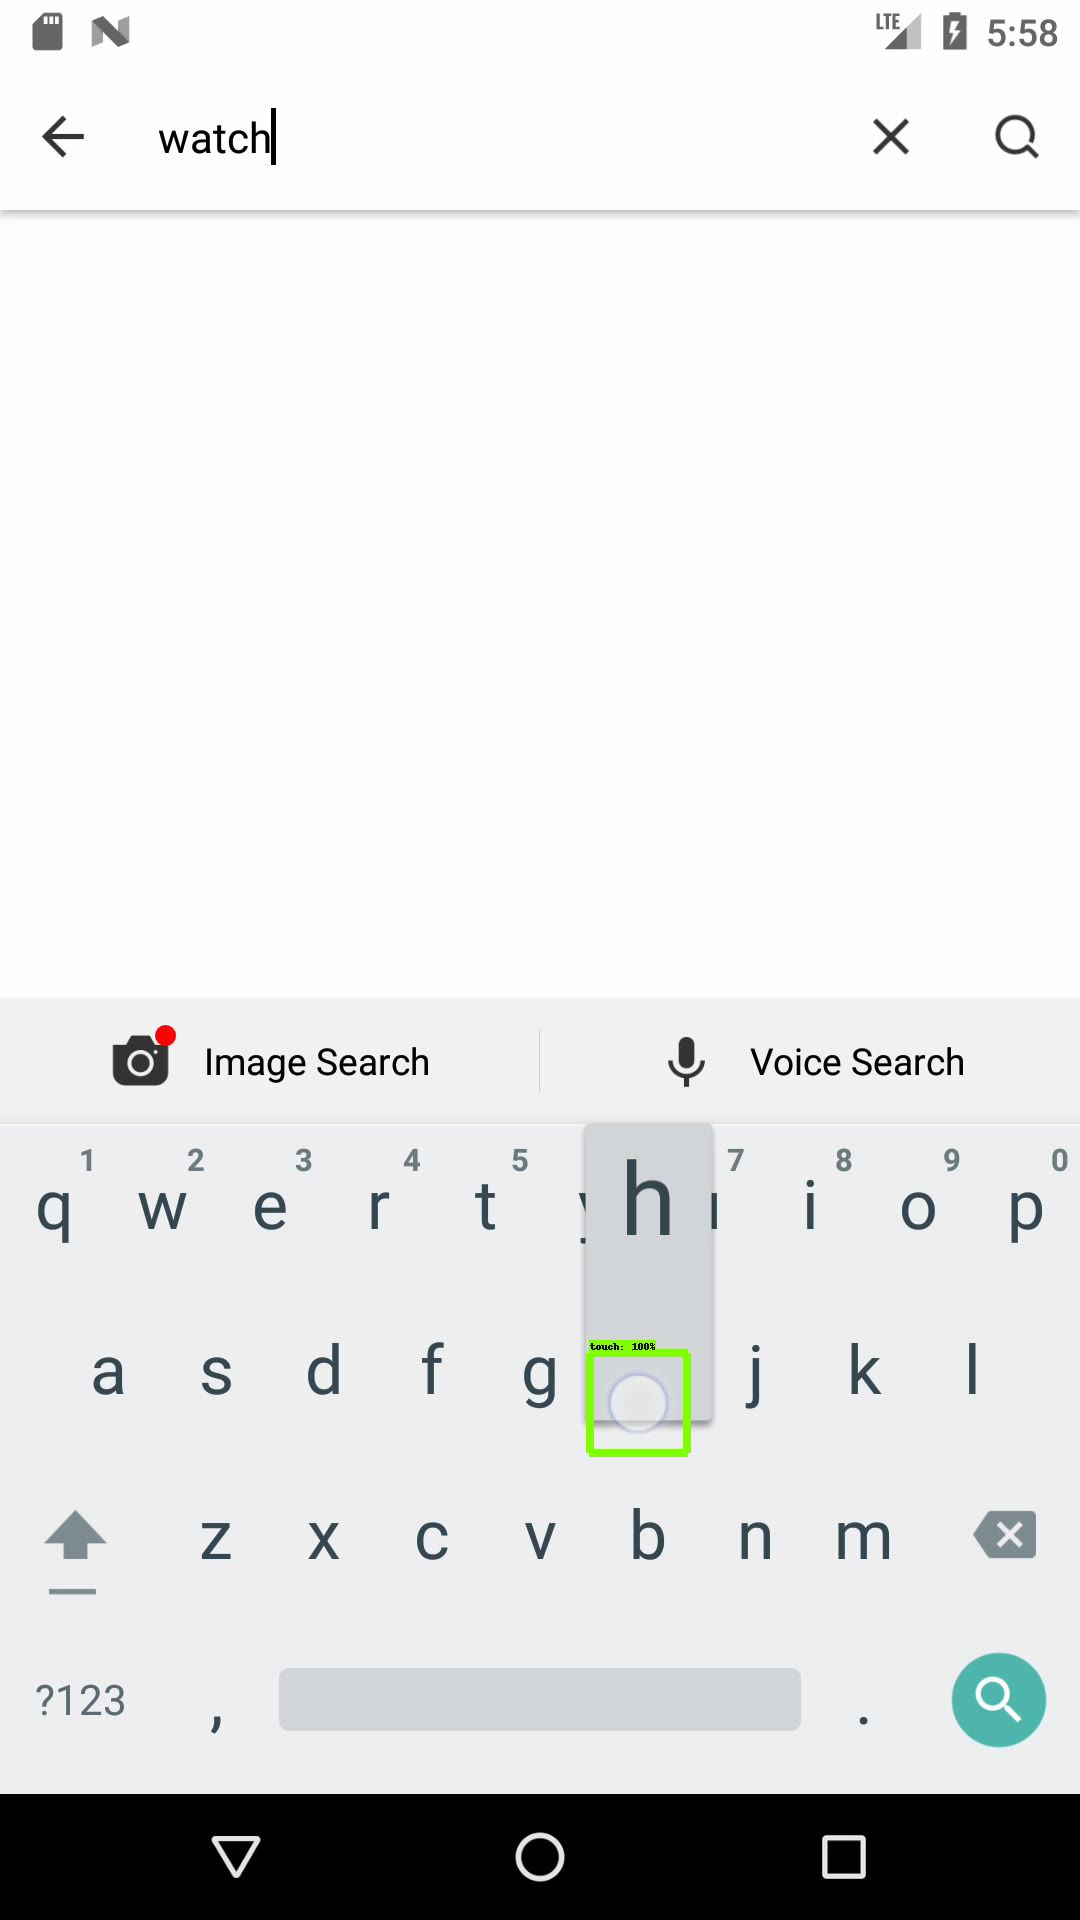 LTE 5:58
watch
Image Search Voice Search
1 2 3 4 5 7 8 9 0
q w e r t h i o p
touch: 100%
a s d f g j k l
z x c v b n m
?123 , .